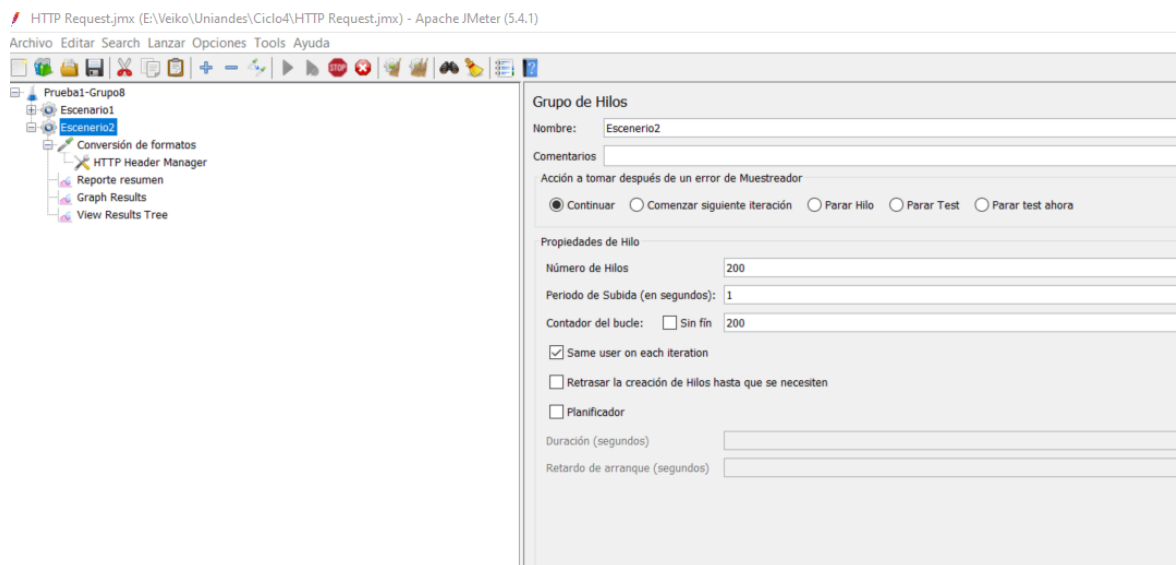 HTTP Request.jmx (E:\Veiko\Uniandes\Ciclo4\HTTP Request.jmx) - Apache JMeter (5.4.1)
Archivo Editar Search Lanzar Opciones Tools Ayuda
STOP
?
Prueba1-Grupo8
Escenario1
Escenerio2
Conversión de formatos
HTTP Header Manager
Reporte resumen
Graph Results
View Results Tree
Grupo de Hilos
Nombre: Escenerio2
Comentarios
Acción a tomar después de un error de Muestreador
Continuar Comenzar siguiente iteración Parar Hilo Parar Test Parar test ahora
Propiedades de Hilo
Número de Hilos 200
Periodo de Subida (en segundos): 1
Contador del bucle: Sin fín 200
Same user on each iteration
Retrasar la creación de Hilos hasta que se necesiten
Planificador
Duración (segundos)
Retardo de arranque (segundos)